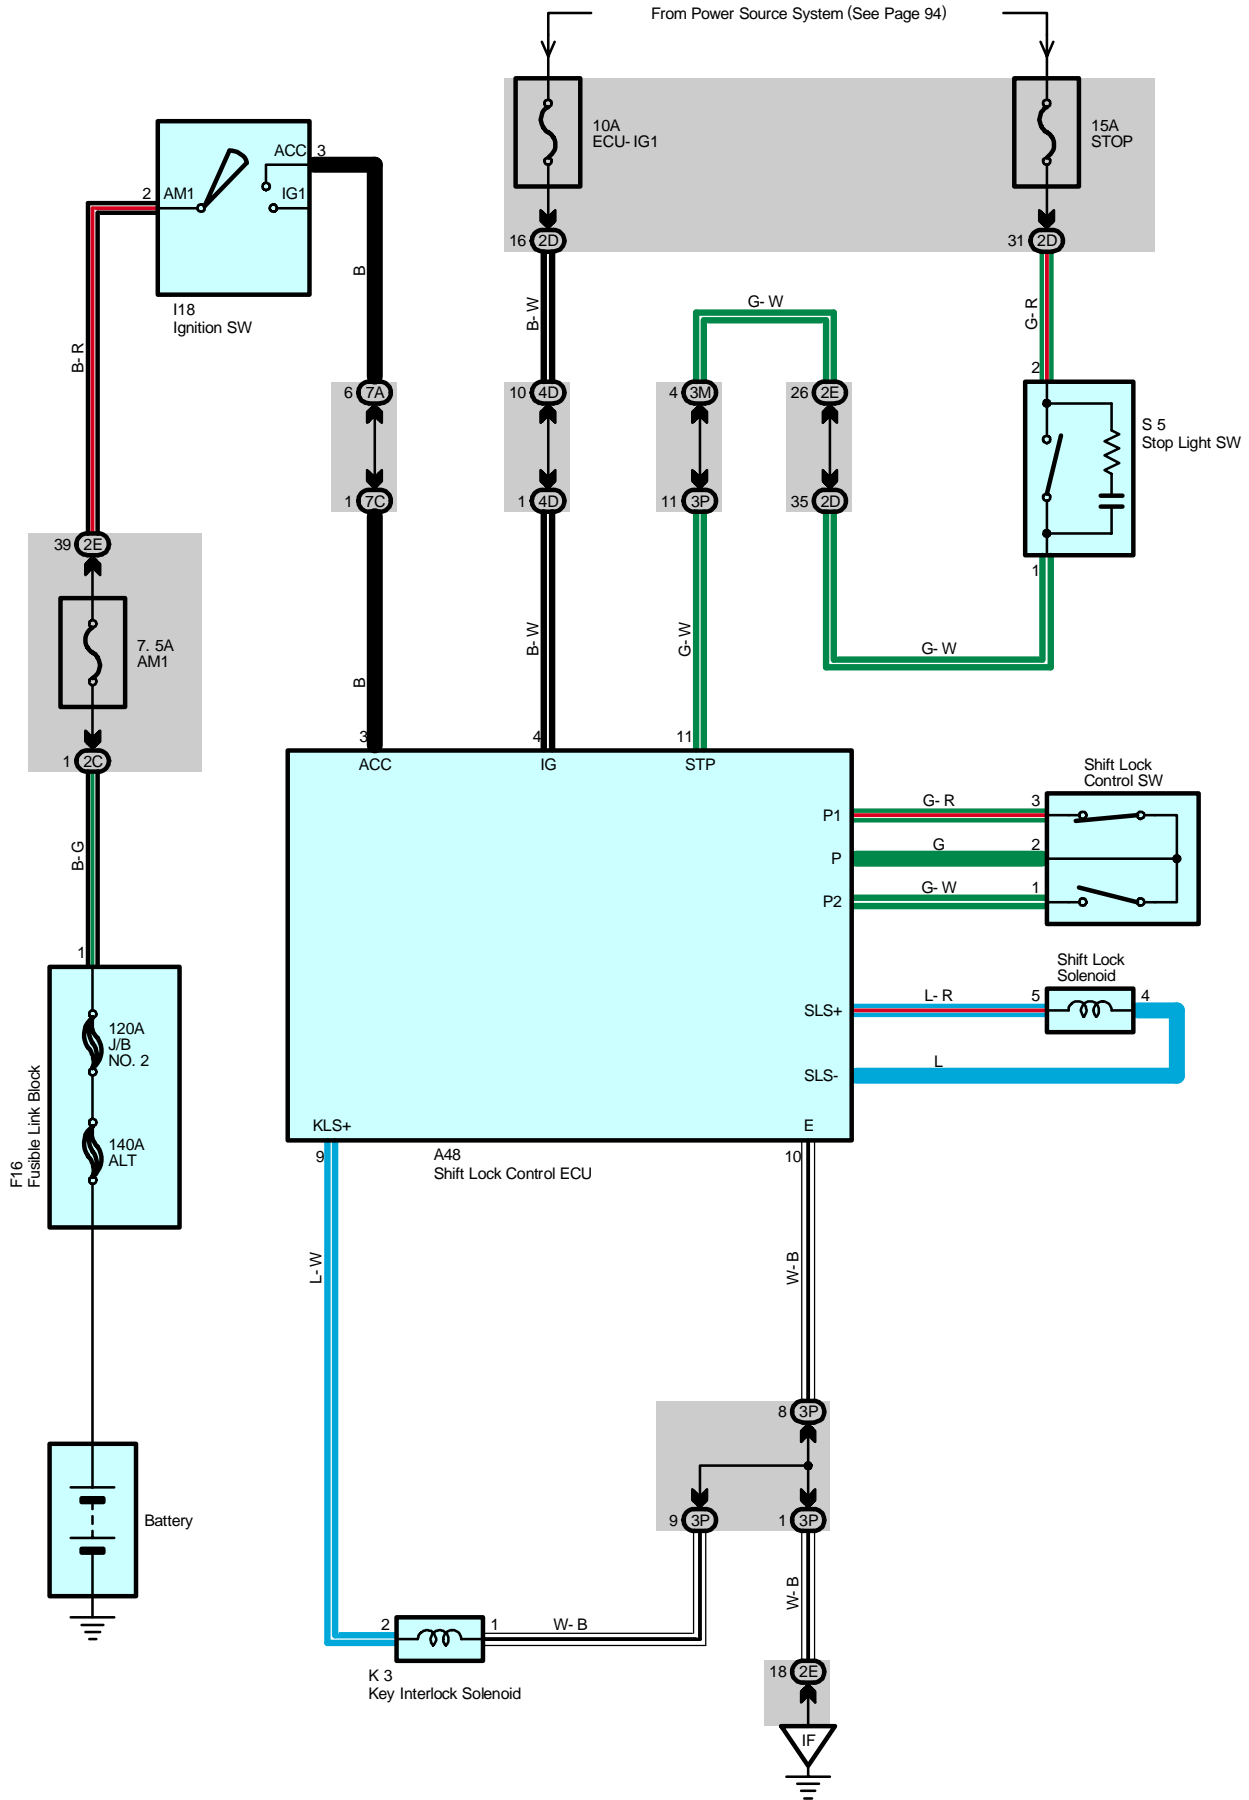 From Power Source System (See Page 94)
10A
ECU- IG1
15A
STOP
ACC
3
2
AM1
IG1
16
2D
31
2D
I18
Ignition SW
B
B- W
G- W
G- R
B- R
2
6
7A
10
4D
4
3M
26
2E
S 5
Stop Light SW
1
7C
1
4D
11
3P
35
2D
39
2E
1
7. 5A
AM1
B
B- W
G- W
G- W
1
2C
3
4
11
ACC
IG
STP
Shift Lock
Control SW
P1
G- R
3
P
G
2
P2
G- W
1
B- G
1
Shift Lock
Solenoid
SLS+
L- R
5
4
SLS-
L
120A
J/B
NO. 2
140A
ALT
F16
Fusible Link Block
KLS+
E
9
10
A48
Shift Lock Control ECU
L- W
W- B
8
3P
9
3P
1
3P
Battery
W- B
2
1
W- B
K 3
Key Interlock Solenoid
18
2E
IF